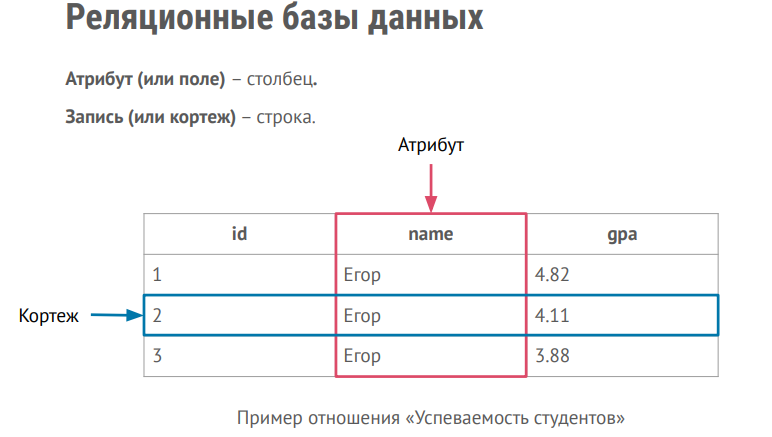 Реляционные базы данных
Атрибут (или поле) – столбец.
Запись (или кортеж) – строка.
Атрибут
id name gpa
1 Егор 4.82
Кортеж 2 Егор 4.11
3 Егор 3.88
Пример отношения «Успеваемость студентов»